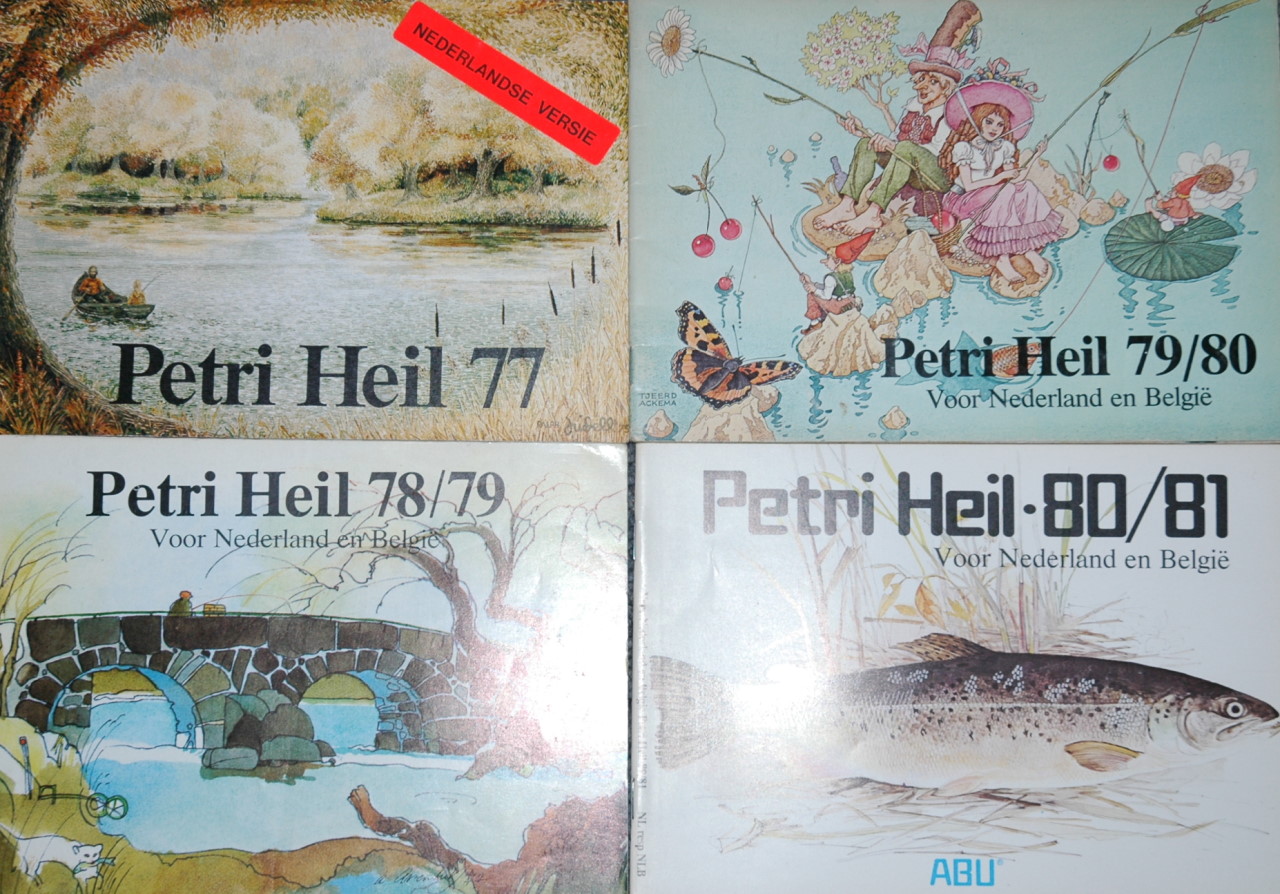 NEDERLANDSE VERSIE
Petri Heil 77
Petri Heil 79/80
Voor Nederland en België
TJEERD
ACKEMA
Petri Heil 78/79
Voor Nederland en België
Petri Heil·80/81
Voor Nederland en België
ABU®